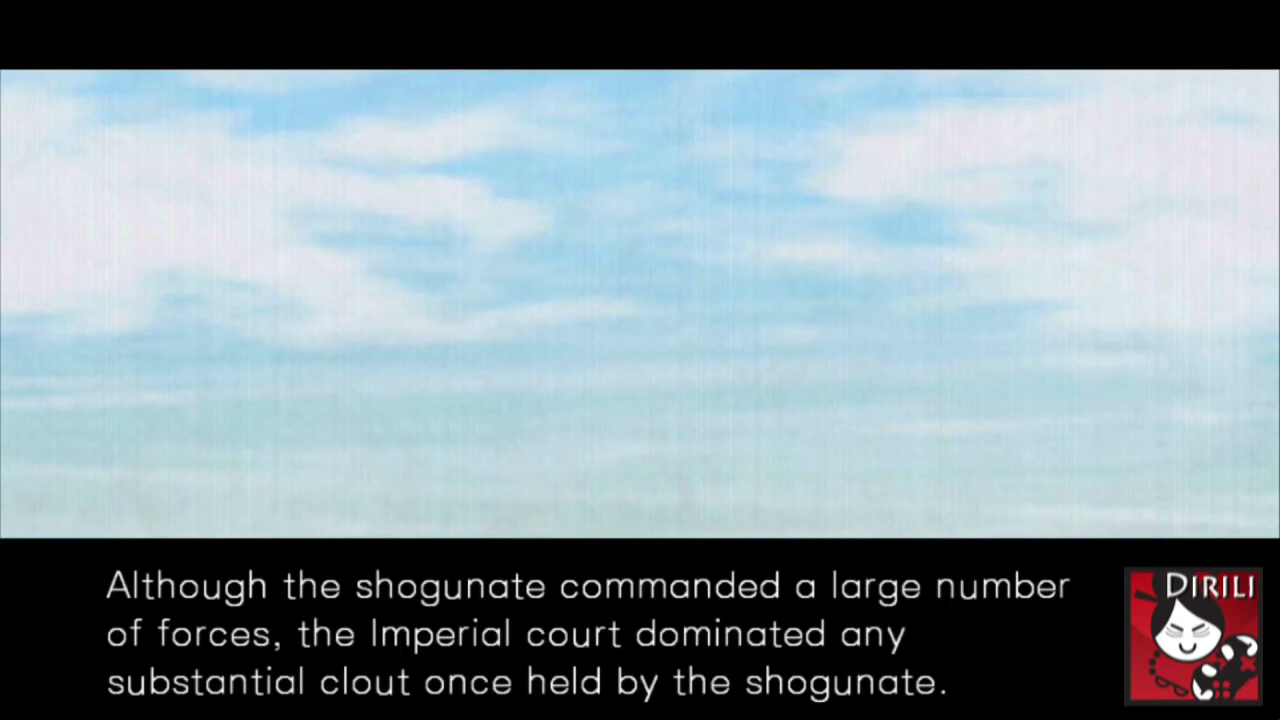 Although the shogunate commanded a large number
of forces, the Imperial court dominated any
substantial clout once held by the shogunate.
DIRILI